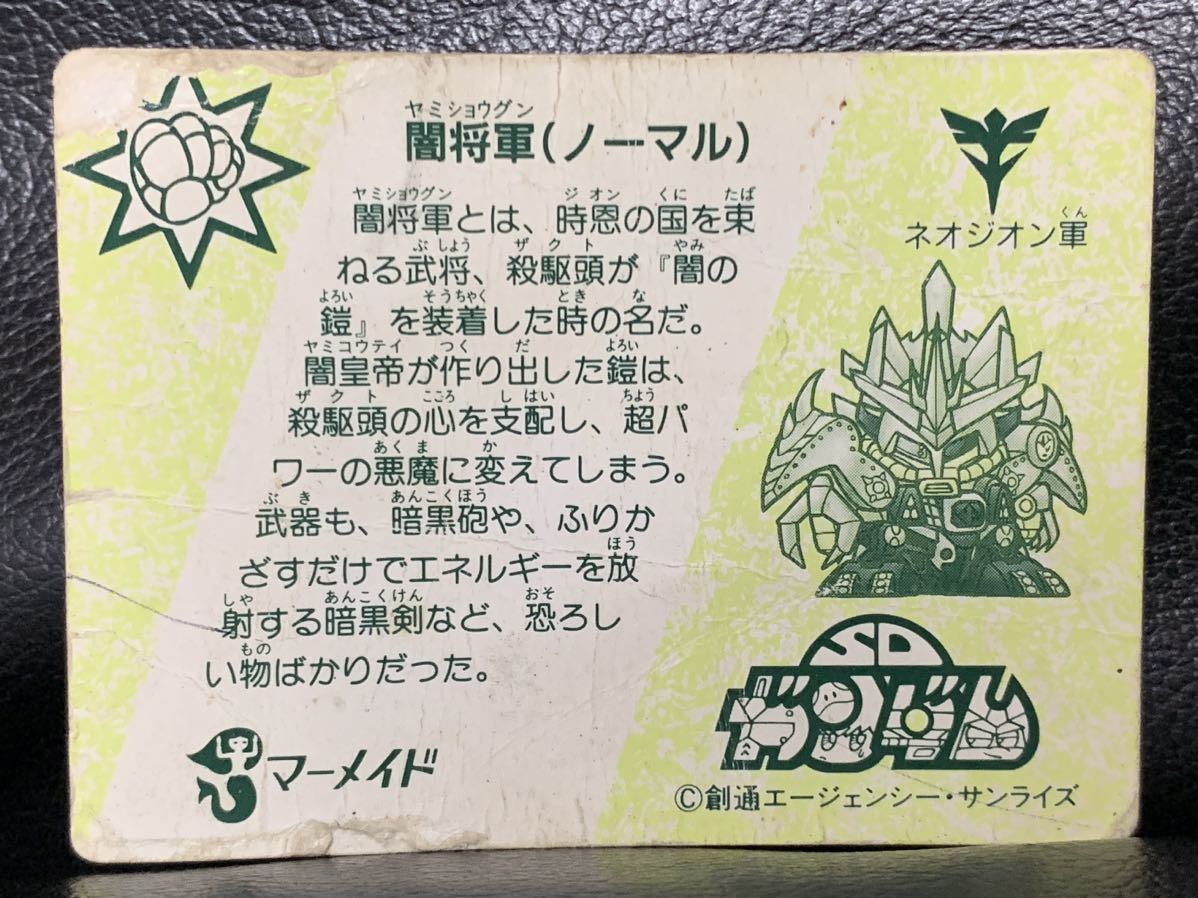 ヤミショウグン
闇将軍(ノーマル)
ヤミショウグン ジオン くに たば
闇将軍とは、時恩の国を束
ぶしょう ザクト やみ
ねる武将、殺駆頭が『闇の
よろい そうちゃく とき な
鎧』を装着した時の名だ。
ヤミコウテイ つく だ よろい
闇皇帝が作り出した鎧は、
ザクト こころ しはい ちょう
殺駆頭の心を支配し、超パ
あくま か
ワーの悪魔に変えてしまう。
ぶき あんこくほう
武器も、暗黒砲や、ふりか
ほう
ざすだけでエネルギーを放
しゃ あんこくけん おそ
射する暗黒剣など、恐ろし
もの
い物ばかりだった。
マーメイド
ぐん
ネオジオン軍
SD
ガンダム
©創通エージェンシー・サンライズ